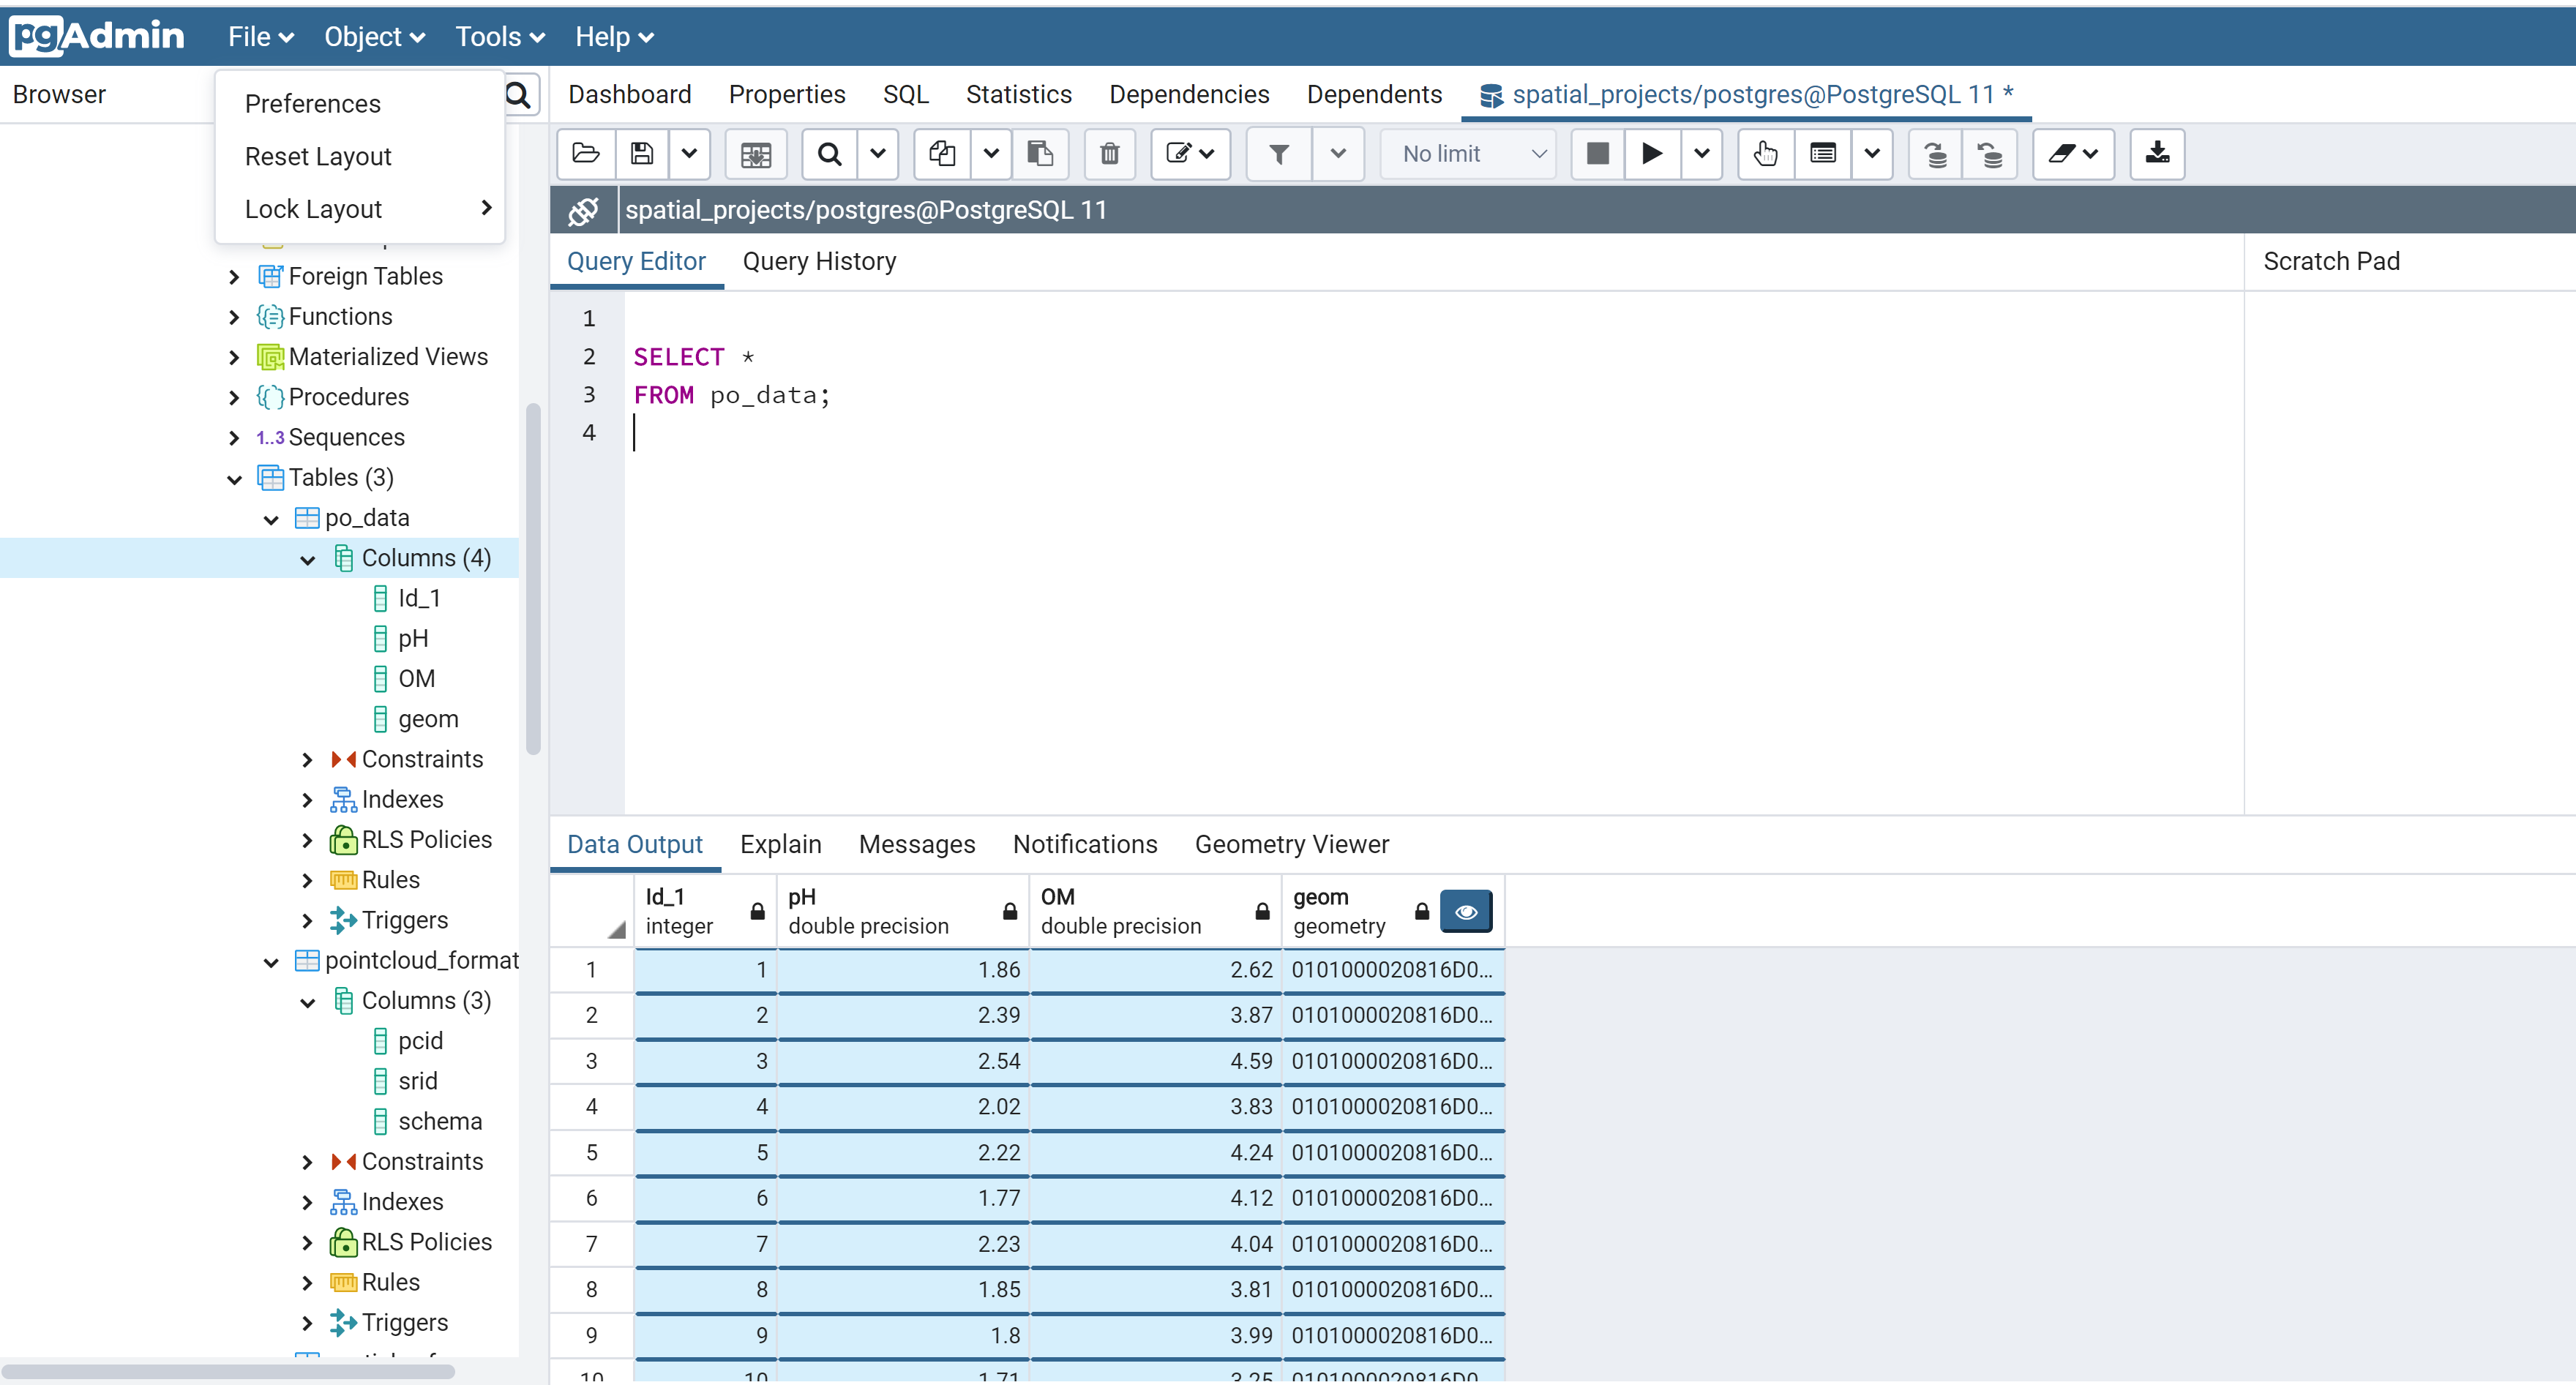 pgAdmin File Object Tools Help
Browser
Preferences
Reset Layout
Lock Layout
Foreign Tables
Functions
Materialized Views
Procedures
1..3 Sequences
Tables (3)
po_data
Columns (4)
Id_1
pH
OM
geom
Constraints
Indexes
RLS Policies
Rules
Triggers
pointcloud_format
Columns (3)
pcid
srid
schema
Constraints
Indexes
RLS Policies
Rules
Triggers
Dashboard Properties SQL Statistics Dependencies Dependents spatial_projects/postgres@PostgreSQL 11 *
No limit
spatial_projects/postgres@PostgreSQL 11
Query Editor Query History Scratch Pad
1
2 SELECT *
3 FROM po_data;
4
Data Output Explain Messages Notifications Geometry Viewer
Id_1 pH OM geom
integer double precision double precision geometry
1 1 1.86 2.62 0101000020816D0...
2 2 2.39 3.87 0101000020816D0...
3 3 2.54 4.59 0101000020816D0...
4 4 2.02 3.83 0101000020816D0...
5 5 2.22 4.24 0101000020816D0...
6 6 1.77 4.12 0101000020816D0...
7 7 2.23 4.04 0101000020816D0...
8 8 1.85 3.81 0101000020816D0...
9 9 1.8 3.99 0101000020816D0...
10 10 1.71 3.25 0101000020816D0...